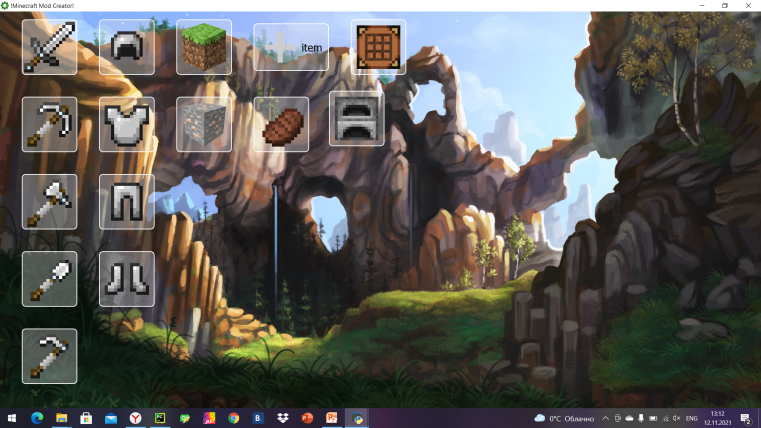 !Minecraft Mod Creator!
item
0°C Облачно
ENG
13:12
12.11.2021